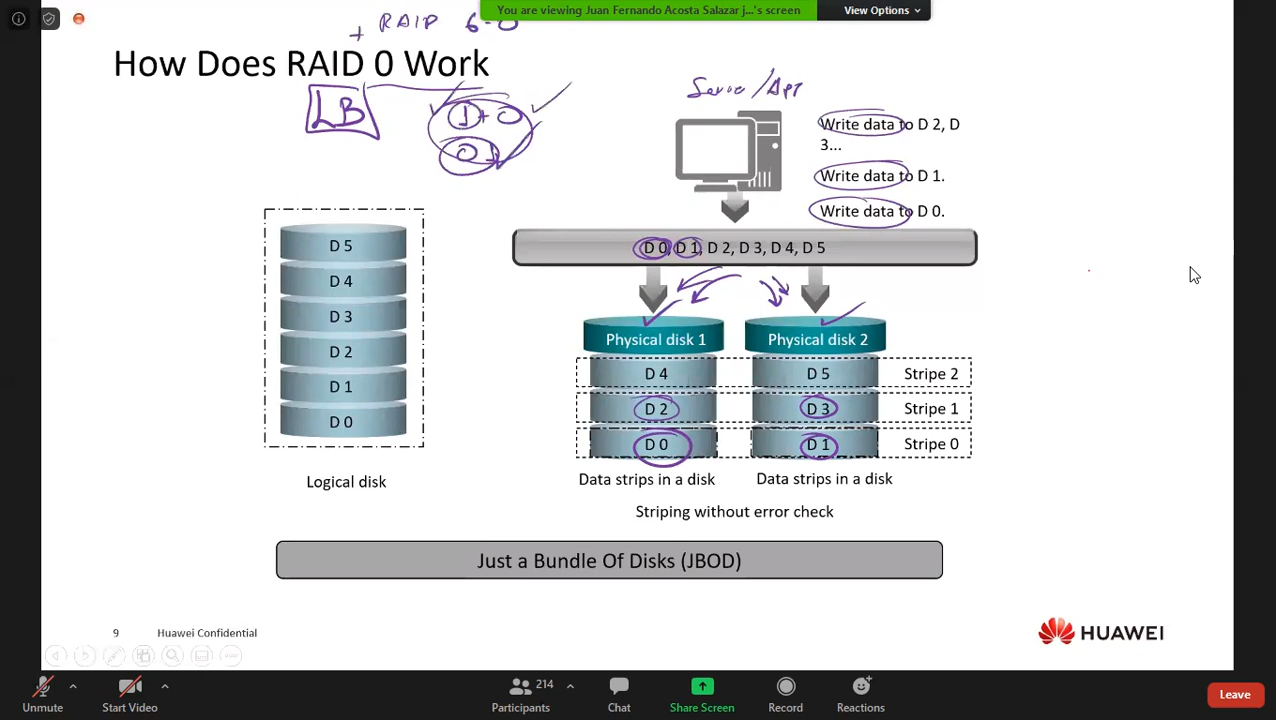 You are viewing Juan Fernando Acosta Salazar j...'s screen
View Options
+ RAID 6-0
How Does RAID 0 Work
LB
1+0
0
Server/App
Write data to D 2, D
3...
Write data to D 1.
Write data to D 0.
D 0, D 1, D 2, D 3, D 4, D 5
D 5
D 4
D 3
D 2
D 1
D 0
Logical disk
Physical disk 1
Physical disk 2
D 4
D 5
Stripe 2
D 2
D 3
Stripe 1
D 0
D 1
Stripe 0
Data strips in a disk
Data strips in a disk
Striping without error check
Just a Bundle Of Disks (JBOD)
9
Huawei Confidential
HUAWEI
Unmute
Start Video
214
Participants
Chat
Share Screen
Record
Reactions
Leave